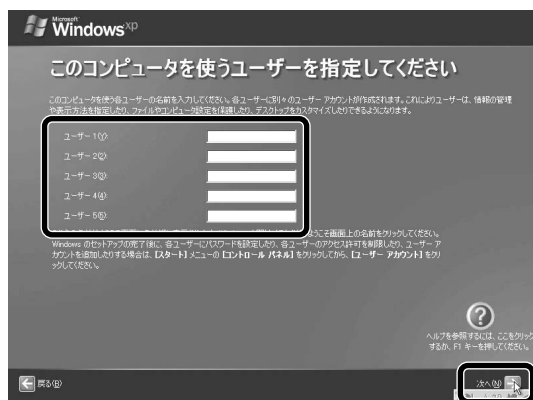 Microsoft
Windows xp
このコンピュータを使うユーザーを指定してください
このコンピュータを使う各ユーザーの名前を入力してください。各ユーザーに別々のユーザー アカウントが作成されます。これによりユーザーは、情報の管理
や表示方法を指定したり、ファイルやコンピュータ設定を保護したり、デスクトップをカスタマイズしたりできるようになります。
ユーザー 1(Y):
ユーザー 2(2):
ユーザー 3(3):
ユーザー 4(4):
ユーザー 5(5):
ようこそ画面上の名前をクリックしてください。
Windows のセットアップの完了後に、各ユーザーにパスワードを設定したり、各ユーザーのアクセス許可を制限したり、ユーザー ア
カウントを追加したりする場合は、[スタート] メニューの [コントロール パネル] をクリックしてから、[ユーザー アカウント] をクリ
ックしてください。
ヘルプを参照するには、ここをクリック
するか、F1 キーを押してください。
戻る(B)
次へ(N)